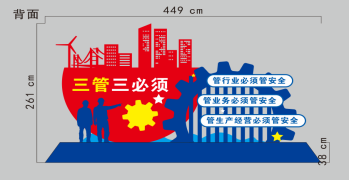 背面
449 cm
261 cm
三管三必须
管行业必须管安全
管业务必须管安全
管生产经营必须管安全
38 cm